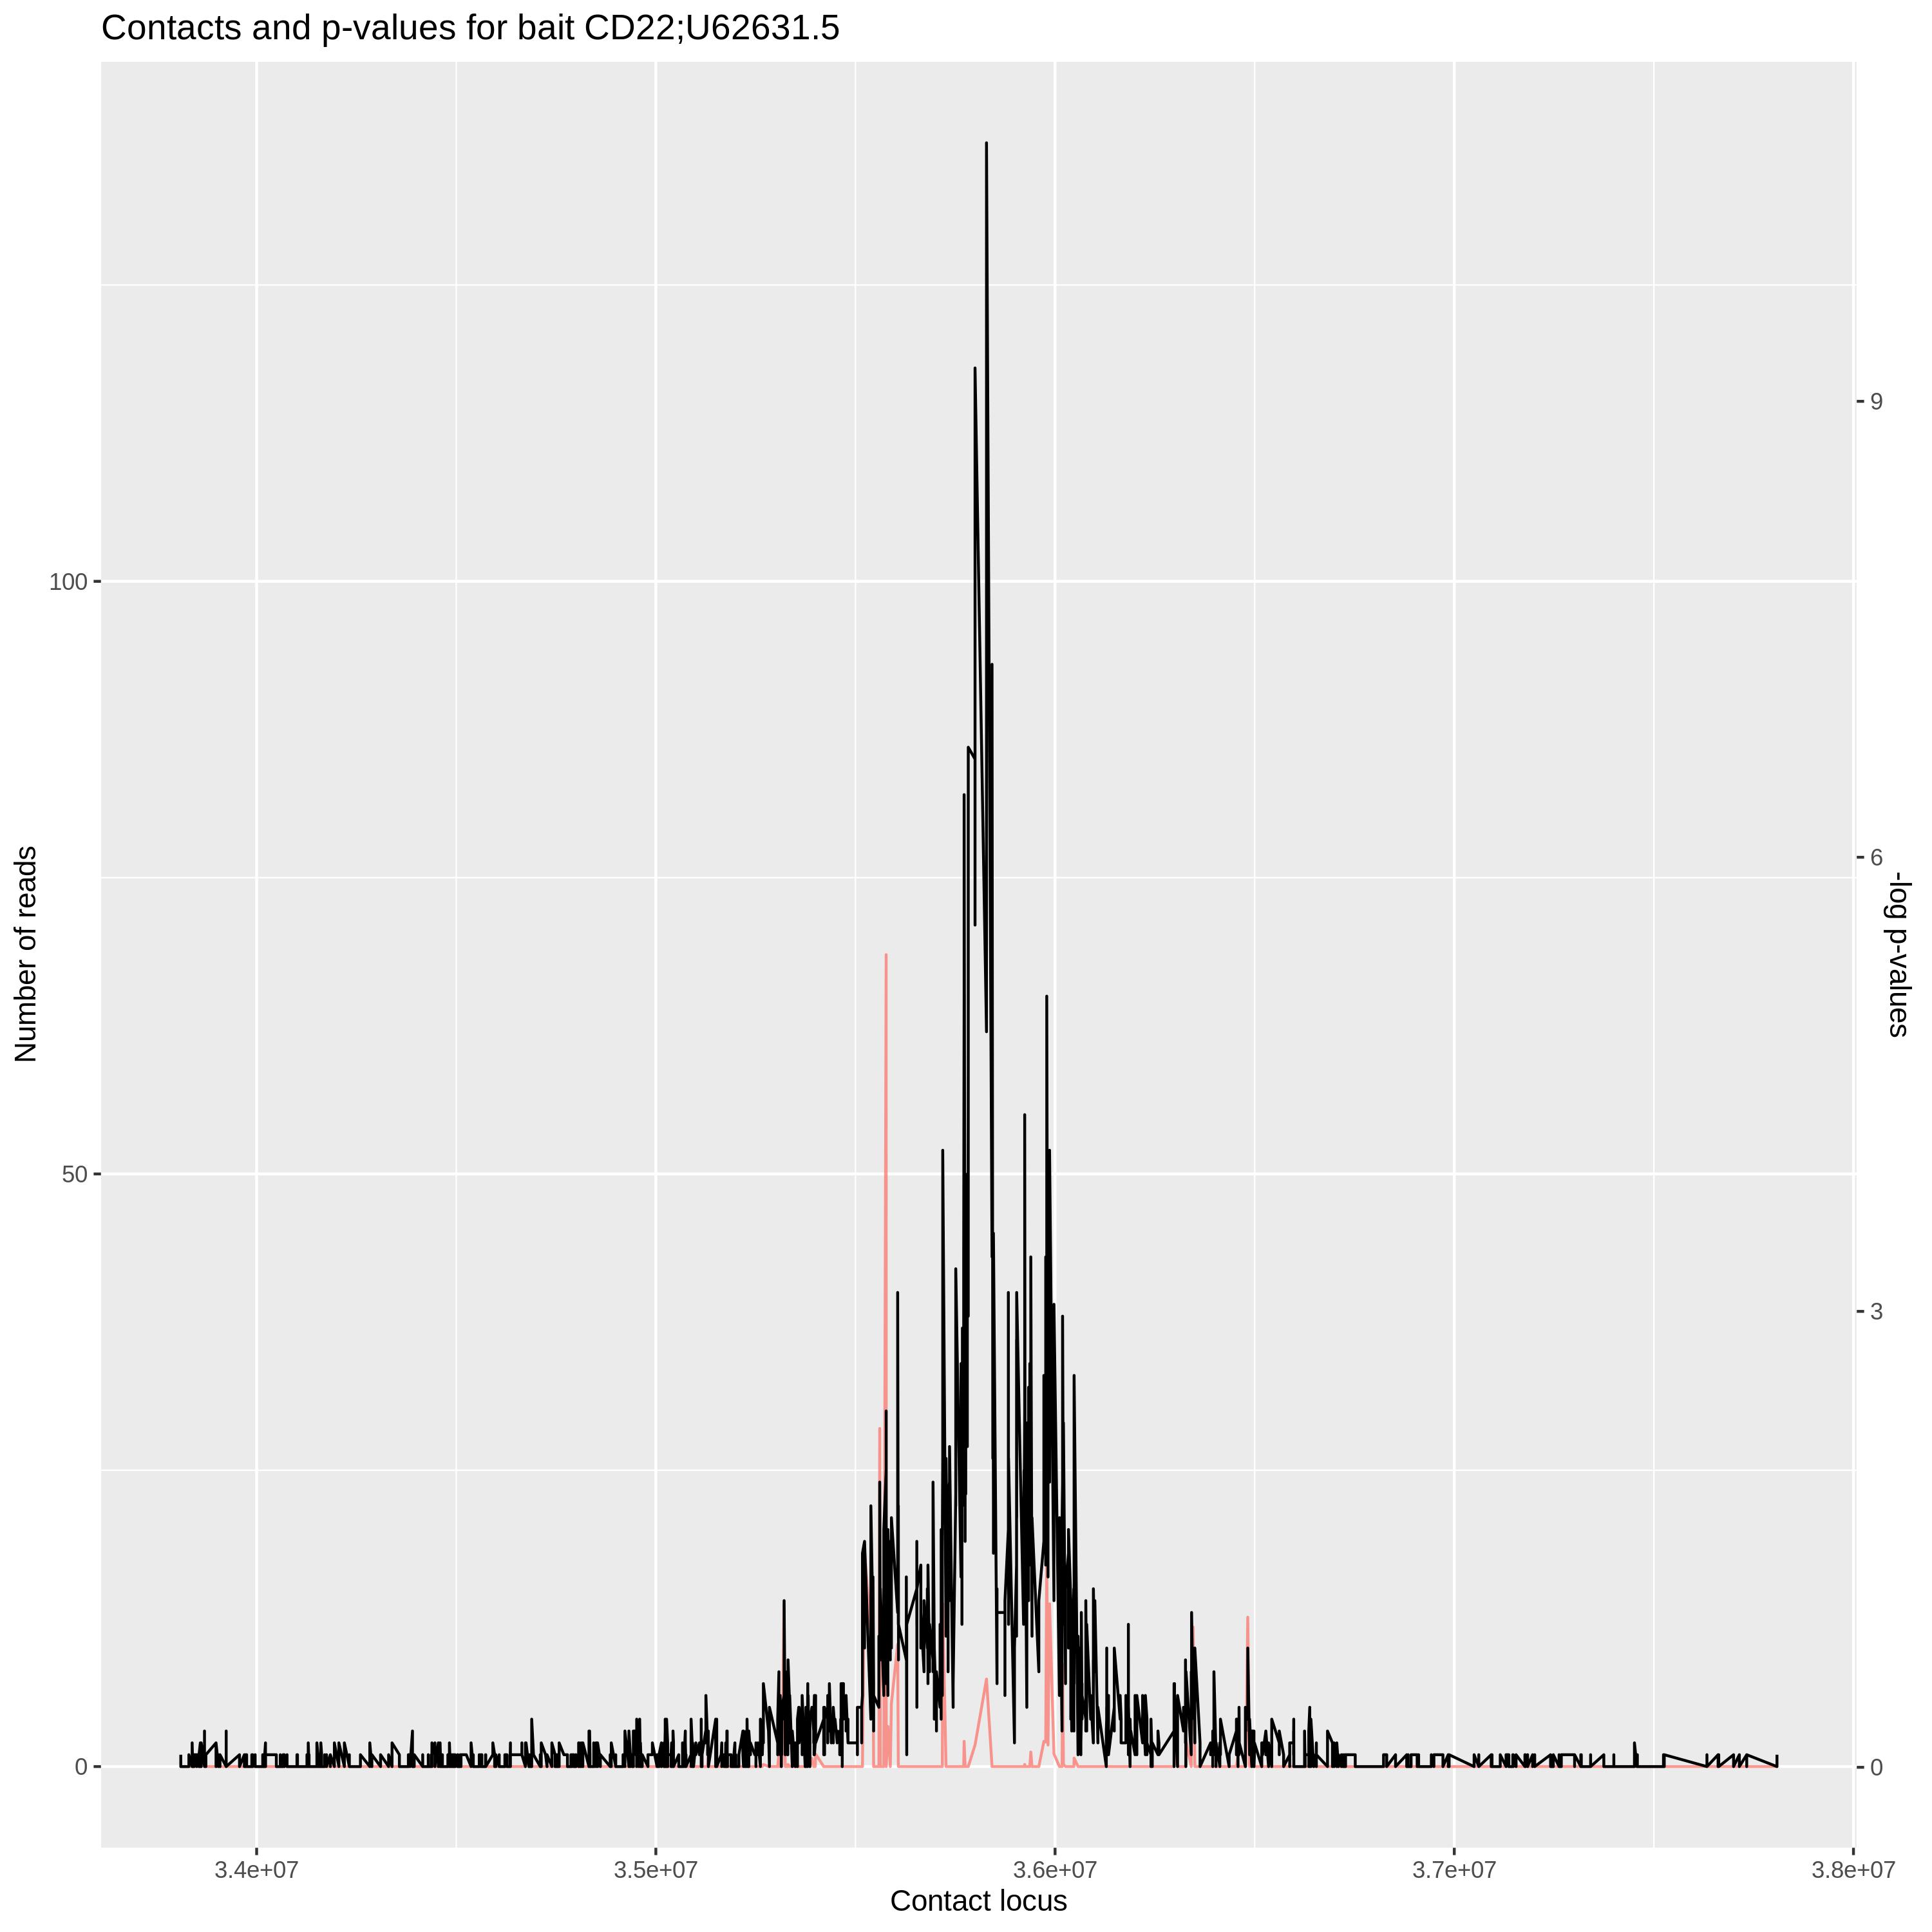 Contacts and p-values for bait CD22;U62631.5
Number of reads
100
50
0
9
6
3
0
-log p-values
3.4e+07
3.5e+07
3.6e+07
3.7e+07
3.8e+07
Contact locus